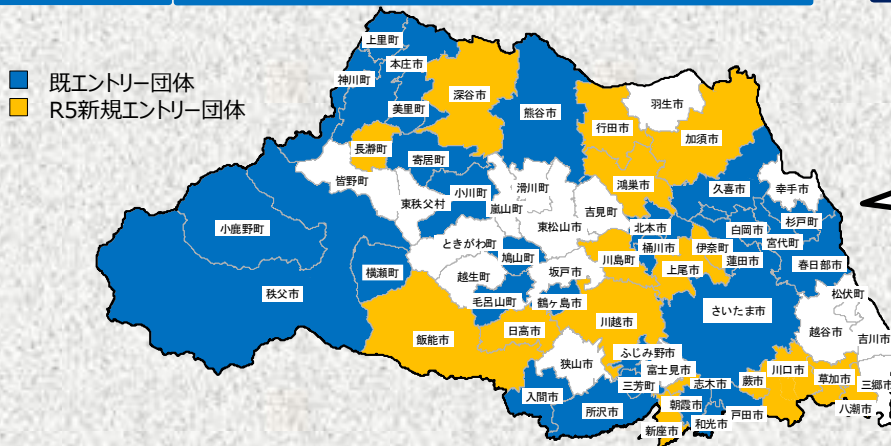 既エントリー団体
R5新規エントリー団体
上里町
本庄市
神川町
美里町
深谷市
熊谷市
行田市
羽生市
加須市
長瀞町
寄居町
皆野町
東秩父村
小川町
嵐山町
滑川町
東松山市
吉見町
鴻巣市
久喜市
幸手市
杉戸町
宮代町
白岡市
北本市
桶川市
伊奈町
蓮田市
上尾市
春日部市
小鹿野町
秩父市
横瀬町
ときがわ町
鳩山町
越生町
坂戸市
川島町
毛呂山町
鶴ヶ島市
さいたま市
松伏町
越谷市
吉川市
飯能市
日高市
川越市
狭山市
ふじみ野市
富士見市
三芳町
志木市
蕨市
川口市
草加市
三郷市
八潮市
入間市
所沢市
朝霞市
新座市
和光市
戸田市